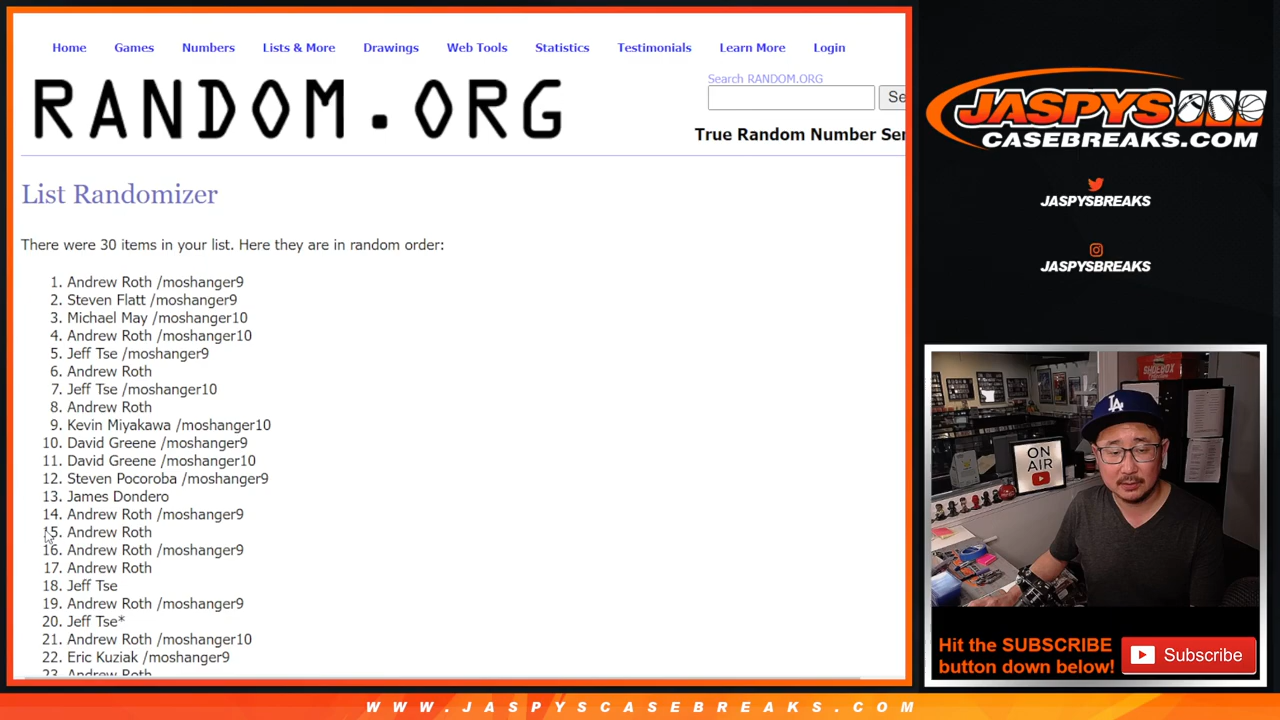 Home Games Numbers Lists & More Drawings Web Tools Statistics Testimonials Learn More Login
RANDOM.ORG
Search RANDOM.ORG
Se
True Random Number Ser
List Randomizer
There were 30 items in your list. Here they are in random order:
1. Andrew Roth /moshanger9
2. Steven Flatt /moshanger9
3. Michael May /moshanger10
4. Andrew Roth /moshanger10
5. Jeff Tse /moshanger9
6. Andrew Roth
7. Jeff Tse /moshanger10
8. Andrew Roth
9. Kevin Miyakawa /moshanger10
10. David Greene /moshanger9
11. David Greene /moshanger10
12. Steven Pocoroba /moshanger9
13. James Dondero
14. Andrew Roth /moshanger9
15. Andrew Roth
16. Andrew Roth /moshanger9
17. Andrew Roth
18. Jeff Tse
19. Andrew Roth /moshanger9
20. Jeff Tse*
21. Andrew Roth /moshanger10
22. Eric Kuziak /moshanger9
23. Andrew Roth
JASPYS
CASEBREAKS.COM
JASPYSBREAKS
JASPYSBREAKS
SHOEBOX
LA
ON
AIR
Hit the SUBSCRIBE
button down below!
Subscribe
WWW.JASPYSCASEBREAKS.COM